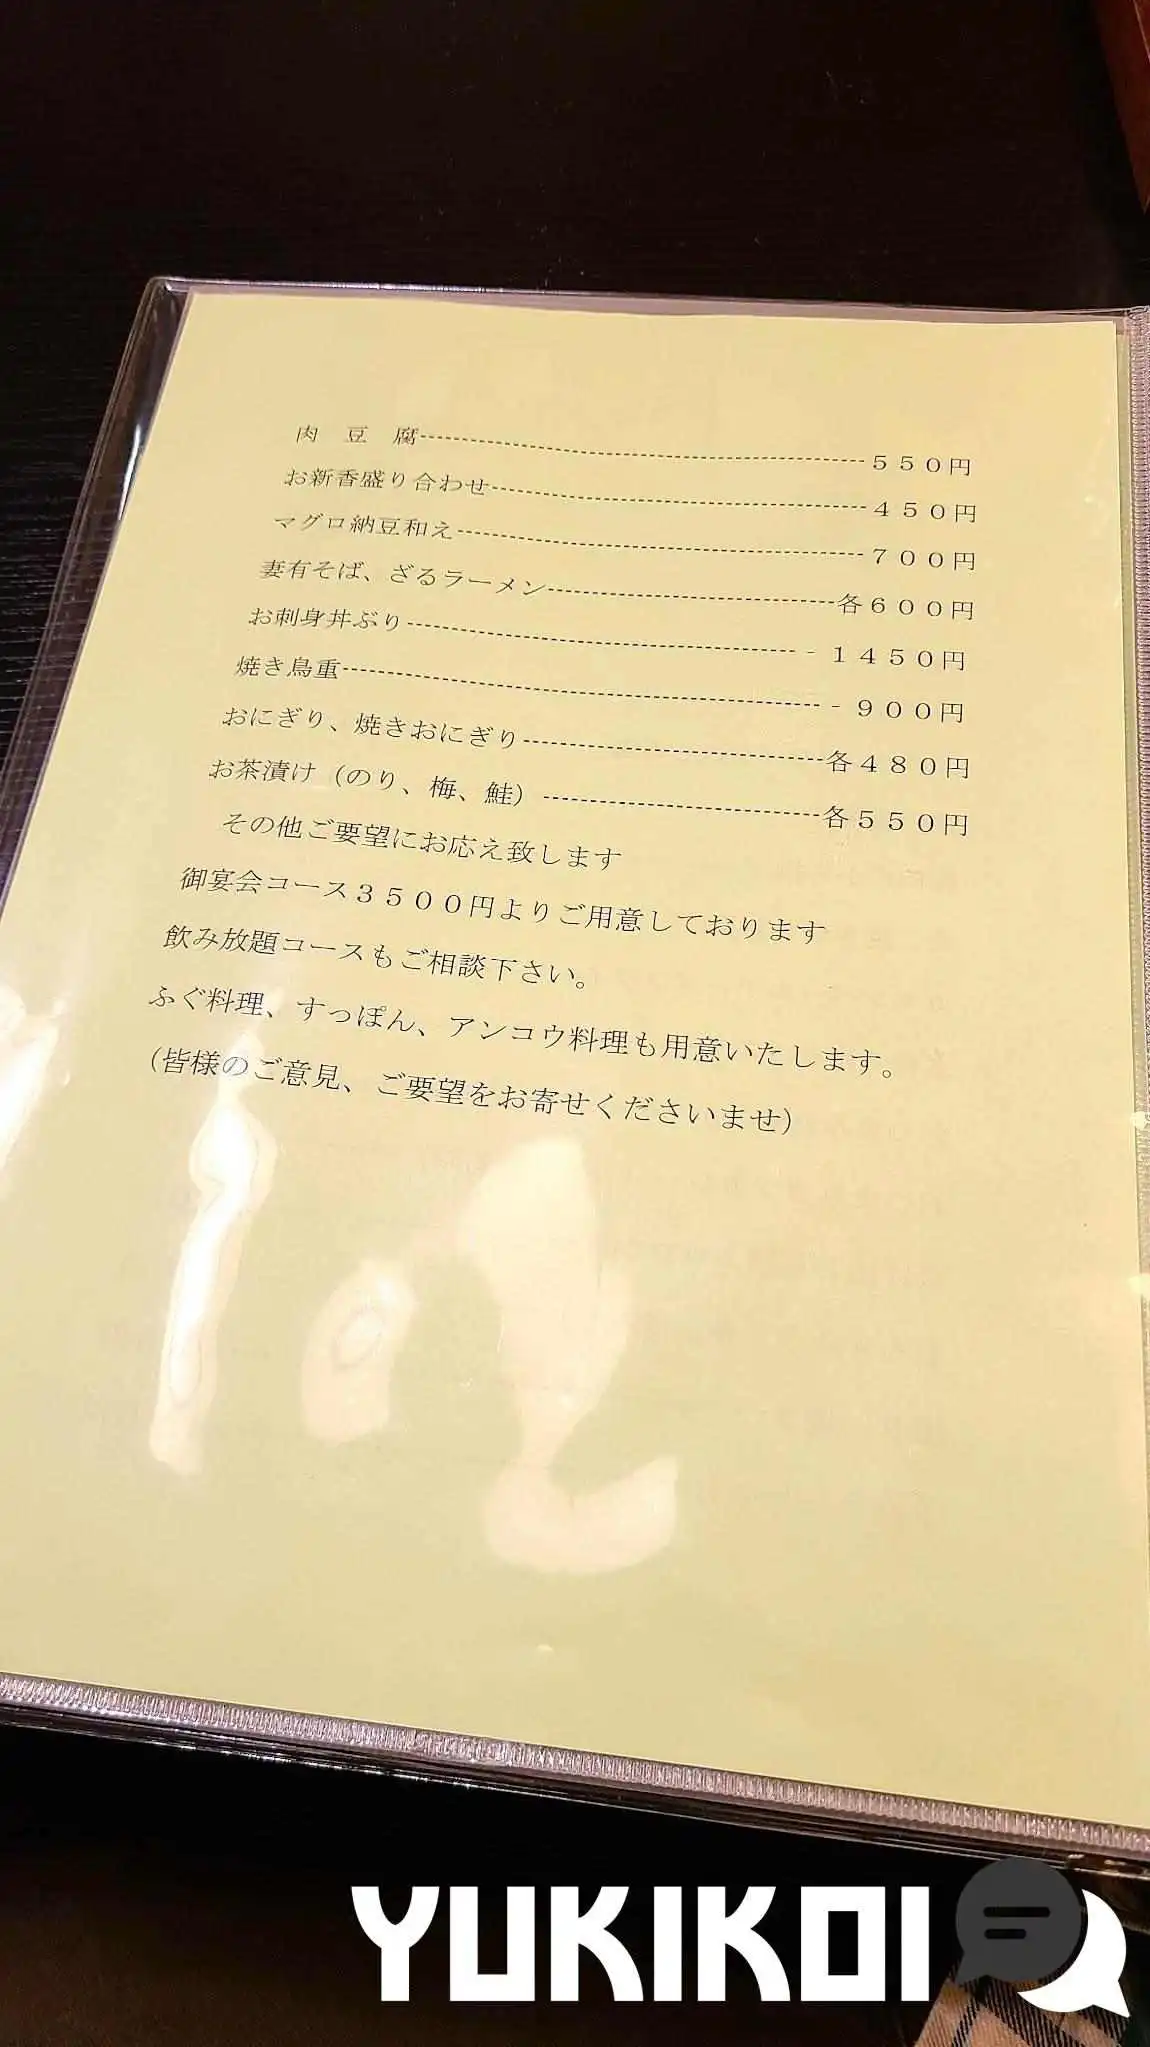 肉　豆　腐---------------------------５５０円
お新香盛り合わせ---------------------------４５０円
マグロ納豆和え---------------------------７００円
妻有そば、ざるラーメン---------------------------各６００円
お刺身丼ぶり---------------------------１４５０円
焼き鳥重---------------------------９００円
おにぎり、焼きおにぎり---------------------------各４８０円
お茶漬け（のり、梅、鮭）---------------------------各５５０円
その他ご要望にお応え致します
御宴会コース３５００円よりご用意しております
飲み放題コースもご相談下さい。
ふぐ料理、すっぽん、アンコウ料理も用意いたします。
（皆様のご意見、ご要望をお寄せくださいませ）
YUKIKOI